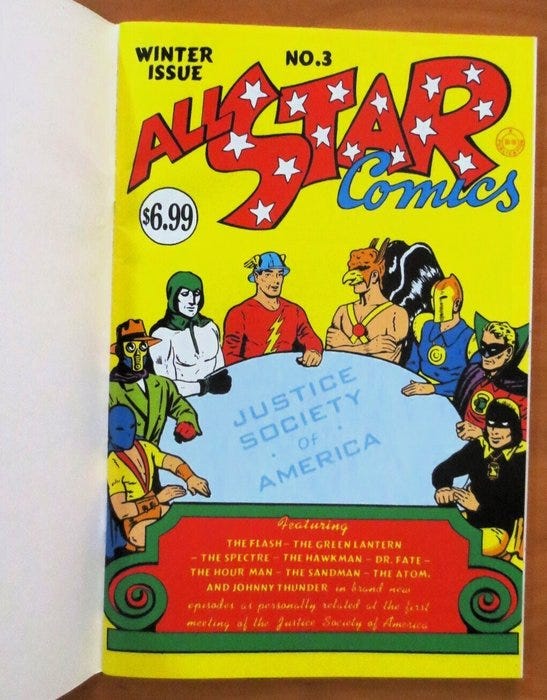 WINTER
ISSUE
NO.3
ALL STAR
Comics
$6.99
JUSTICE
SOCIETY
· OF ·
AMERICA
Featuring
THE FLASH – THE GREEN LANTERN
– THE SPECTRE – THE HAWKMAN – DR. FATE –
THE HOUR MAN – THE SANDMAN – THE ATOM,
AND JOHNNY THUNDER in brand new
episodes as personally related at the first
meeting of the Justice Society of America